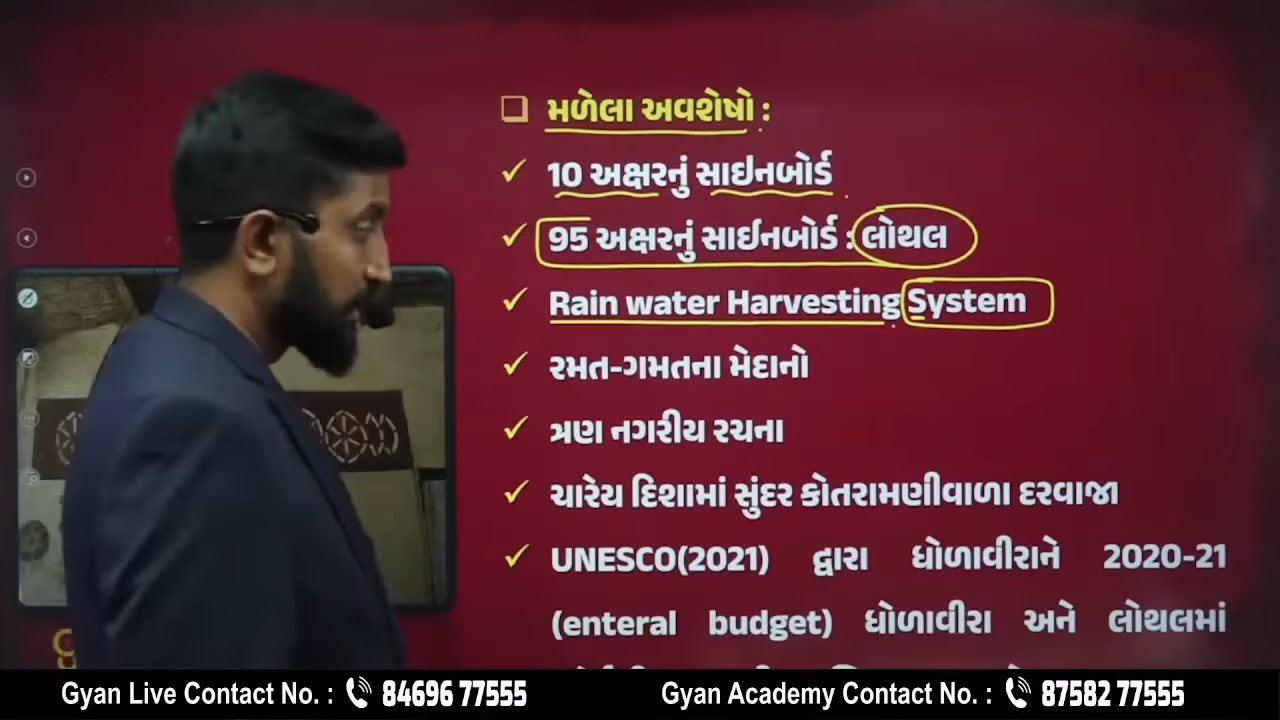 મળેલા અવશેષો :
10 અક્ષરનું સાઇનબોર્ડ
95 અક્ષરનું સાઈનબોર્ડ : લોથલ
Rain water Harvesting System
રમત-ગમતના મેદાનો
ત્રણ નગરીય રચના
ચારેય દિશામાં સુંદર કોતરામણીવાળા દરવાજા
UNESCO(2021) દ્વારા ધોળાવીરાને 2020-21
(enteral budget) ધોળાવીરા અને લોથલમાં
Gyan Live Contact No. : 84696 77555 Gyan Academy Contact No. : 87582 77555